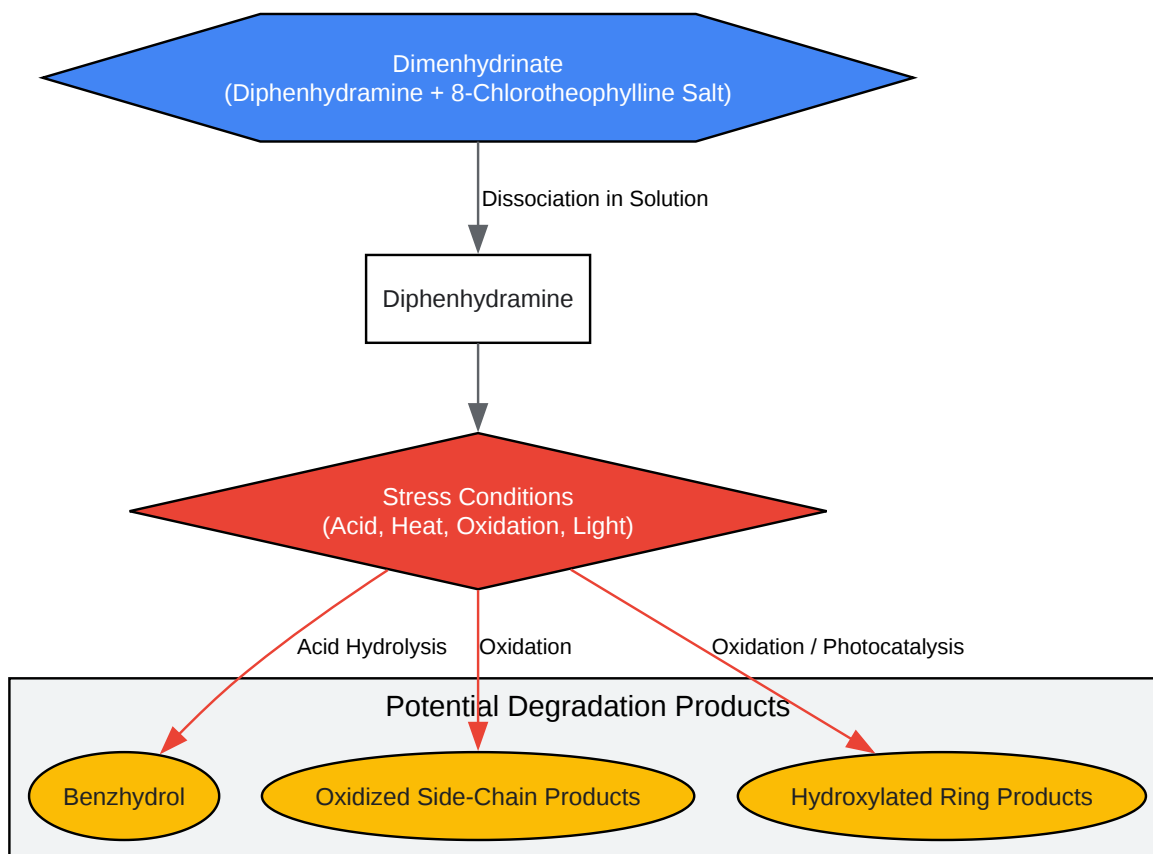 Dimenhydrinate
(Diphenhydramine + 8-Chlorotheophylline Salt)
Dissociation in Solution
Diphenhydramine
Stress Conditions
(Acid, Heat, Oxidation, Light)
Acid Hydrolysis
Oxidation
Oxidation / Photocatalysis
Potential Degradation Products
Benzhydrol
Oxidized Side-Chain Products
Hydroxylated Ring Products